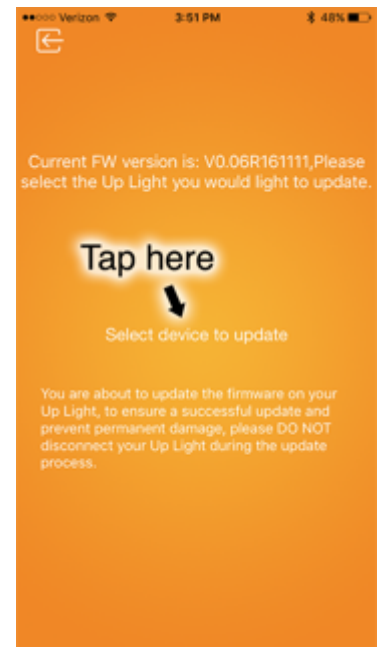 Verizon 3:51 PM 48%
Current FW version is: V0.06R161111,Please
select the Up Light you would light to update.
Tap here
Select device to update
You are about to update the firmware on your
Up Light, to ensure a successful update and
prevent permanent damage, please DO NOT
disconnect your Up Light during the update
process.